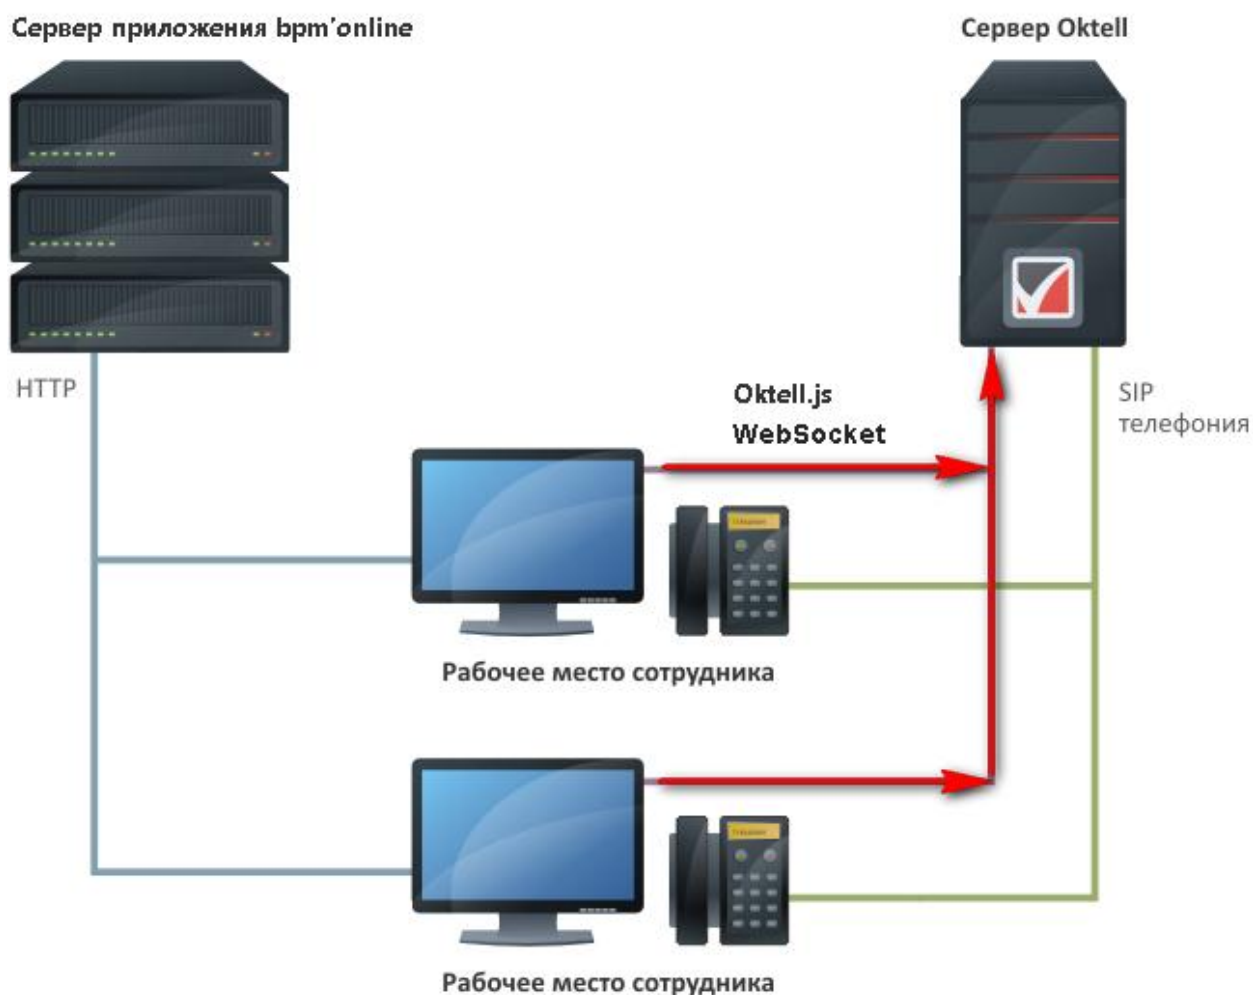 Сервер приложения bpm'online
Сервер Oktell
HTTP
Oktell.js
WebSocket
SIP
телефония
Рабочее место сотрудника
Рабочее место сотрудника